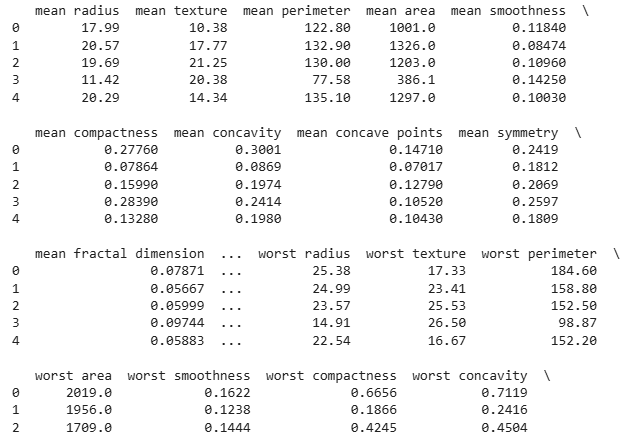 mean radius mean texture mean perimeter mean area mean smoothness \
0 17.99 10.38 122.80 1001.0 0.11840
1 20.57 17.77 132.90 1326.0 0.08474
2 19.69 21.25 130.00 1203.0 0.10960
3 11.42 20.38 77.58 386.1 0.14250
4 20.29 14.34 135.10 1297.0 0.10030
mean compactness mean concavity mean concave points mean symmetry \
0 0.27760 0.3001 0.14710 0.2419
1 0.07864 0.0869 0.07017 0.1812
2 0.15990 0.1974 0.12790 0.2069
3 0.28390 0.2414 0.10520 0.2597
4 0.13280 0.1980 0.10430 0.1809
mean fractal dimension ... worst radius worst texture worst perimeter \
0 0.07871 ... 25.38 17.33 184.60
1 0.05667 ... 24.99 23.41 158.80
2 0.05999 ... 23.57 25.53 152.50
3 0.09744 ... 14.91 26.50 98.87
4 0.05883 ... 22.54 16.67 152.20
worst area worst smoothness worst compactness worst concavity \
0 2019.0 0.1622 0.6656 0.7119
1 1956.0 0.1238 0.1866 0.2416
2 1709.0 0.1444 0.4245 0.4504